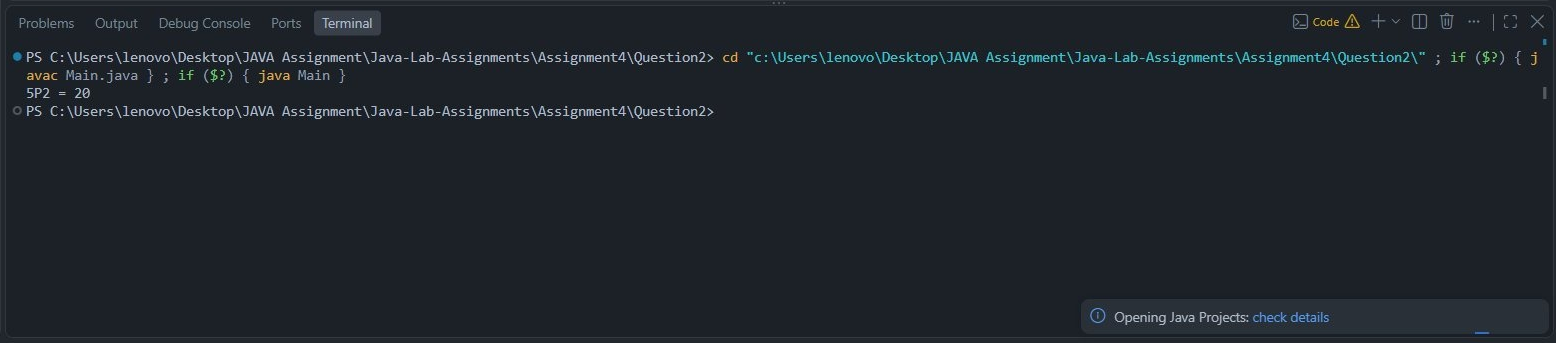 Problems Output Debug Console Ports Terminal Code
PS C:\Users\lenovo\Desktop\JAVA Assignment\Java-Lab-Assignments\Assignment4\Question2> cd "c:\Users\lenovo\Desktop\JAVA Assignment\Java-Lab-Assignments\Assignment4\Question2\" ; if ($?) { j
avac Main.java } ; if ($?) { java Main }
5P2 = 20
PS C:\Users\lenovo\Desktop\JAVA Assignment\Java-Lab-Assignments\Assignment4\Question2>
Opening Java Projects: check details